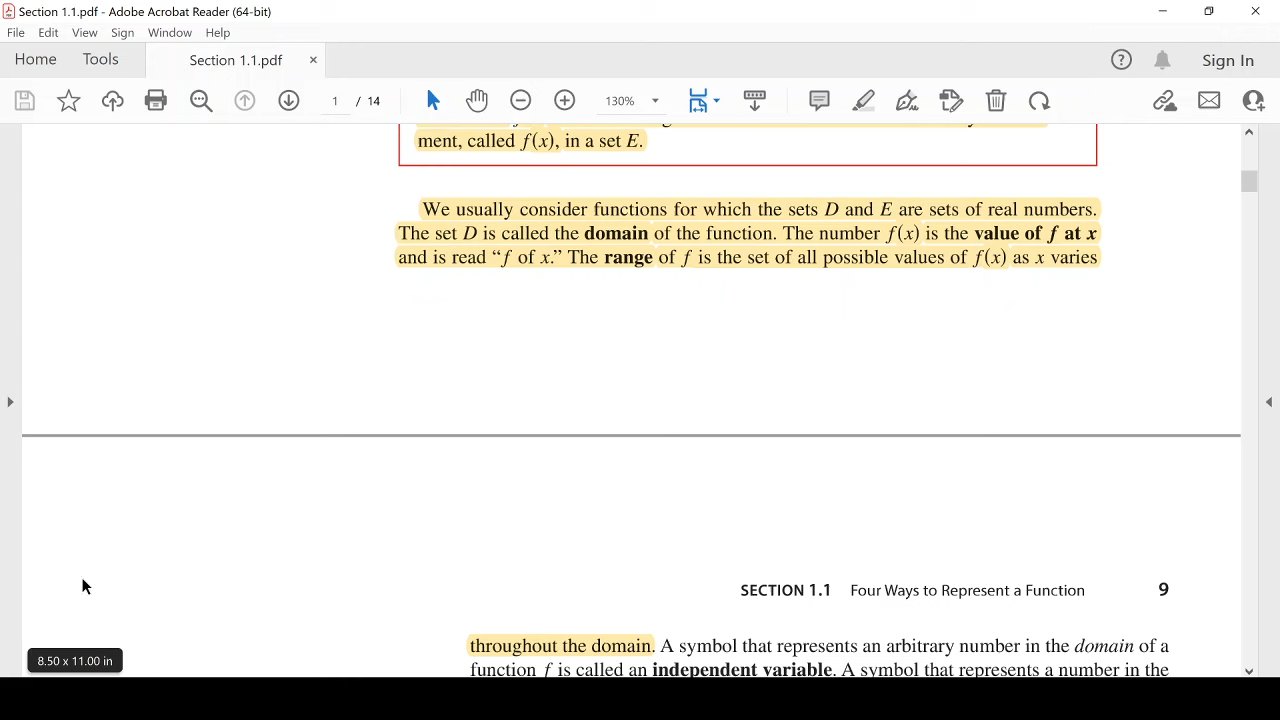 Section 1.1.pdf - Adobe Acrobat Reader (64-bit)
File Edit View Sign Window Help
Home Tools Section 1.1.pdf × Sign In
1 / 14 130%
ment, called f(x), in a set E.
We usually consider functions for which the sets D and E are sets of real numbers.
The set D is called the domain of the function. The number f(x) is the value of f at x
and is read “f of x.” The range of f is the set of all possible values of f(x) as x varies
SECTION 1.1 Four Ways to Represent a Function 9
throughout the domain. A symbol that represents an arbitrary number in the domain of a
8.50 x 11.00 in
function f is called an independent variable. A symbol that represents a number in the